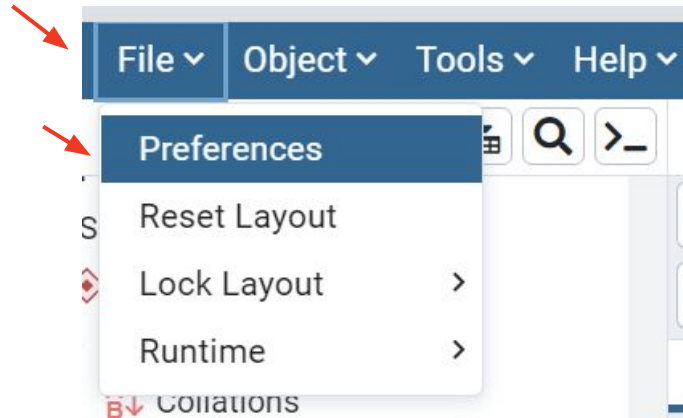 File Object Tools Help
Preferences
Reset Layout
Lock Layout
Runtime
Collations